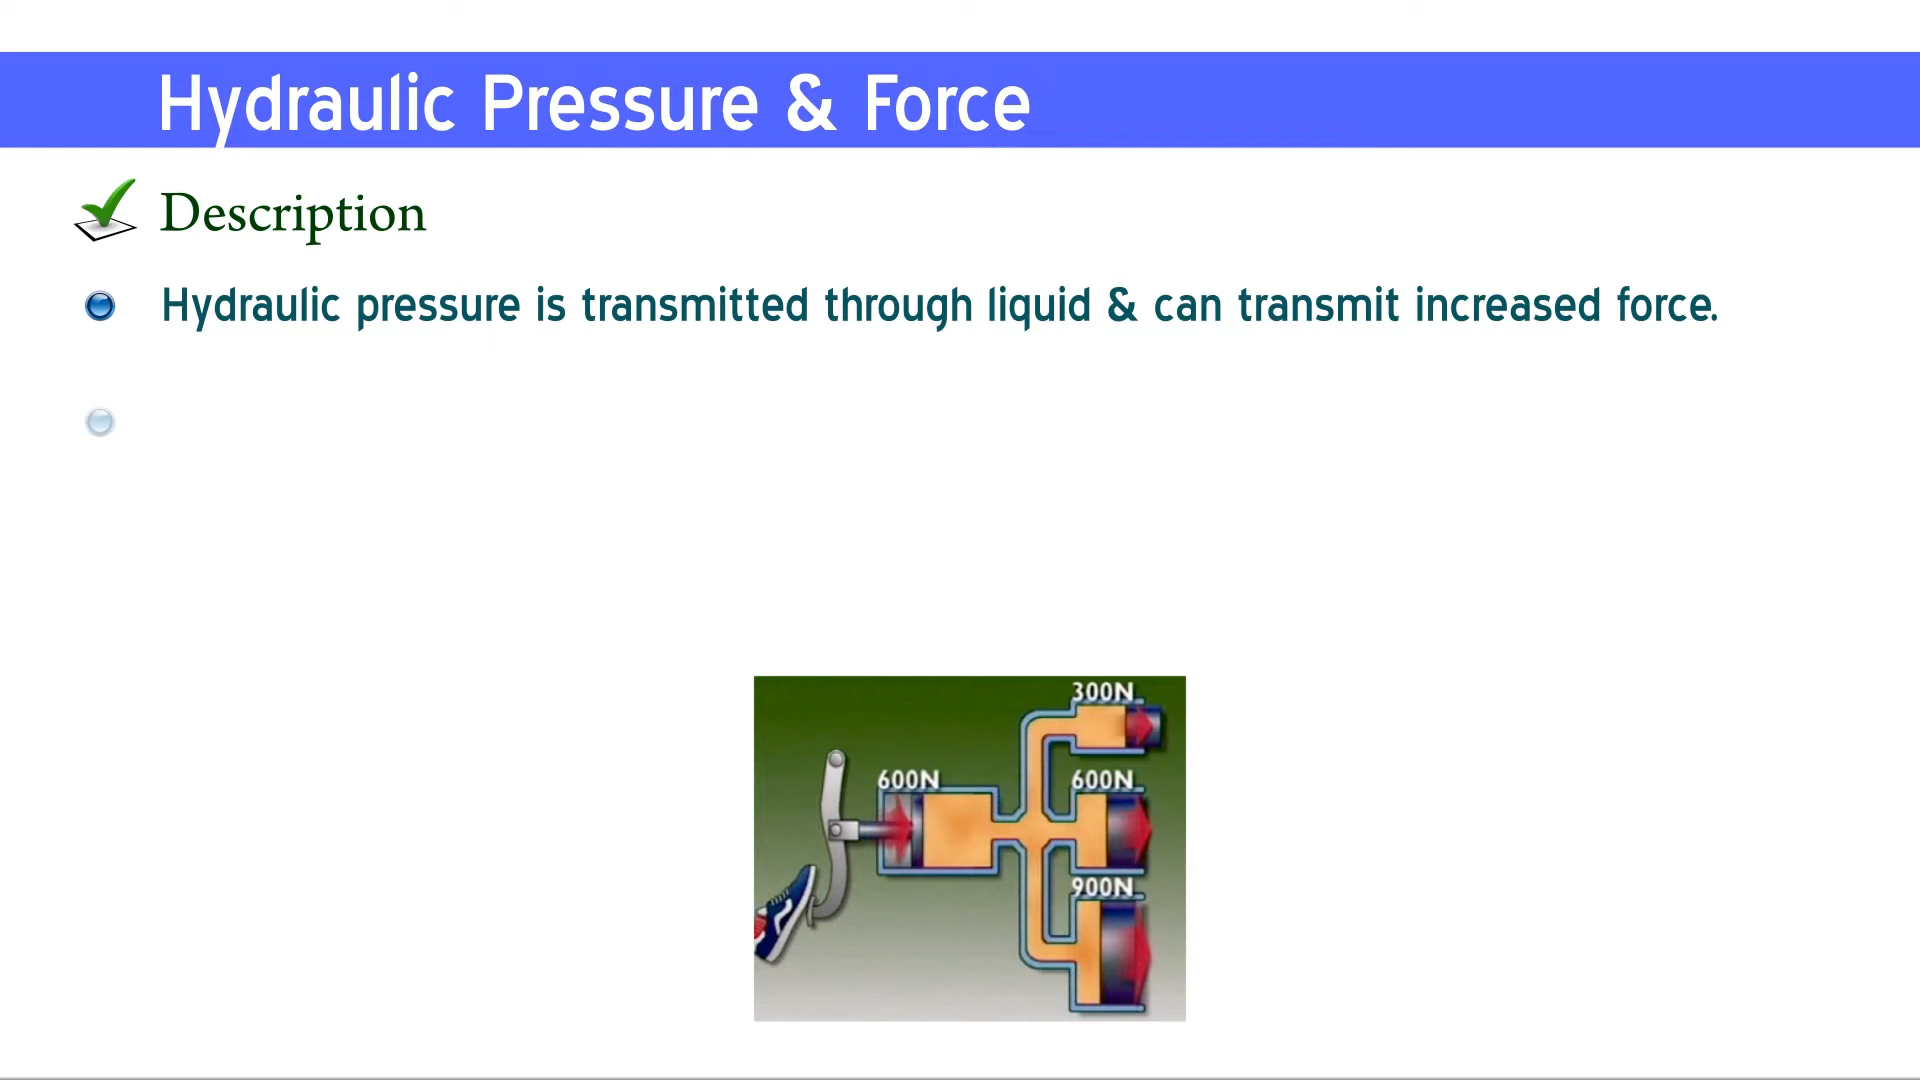 Hydraulic Pressure & Force
Description
Hydraulic pressure is transmitted through liquid & can transmit increased force.
300N
600N
600N
900N